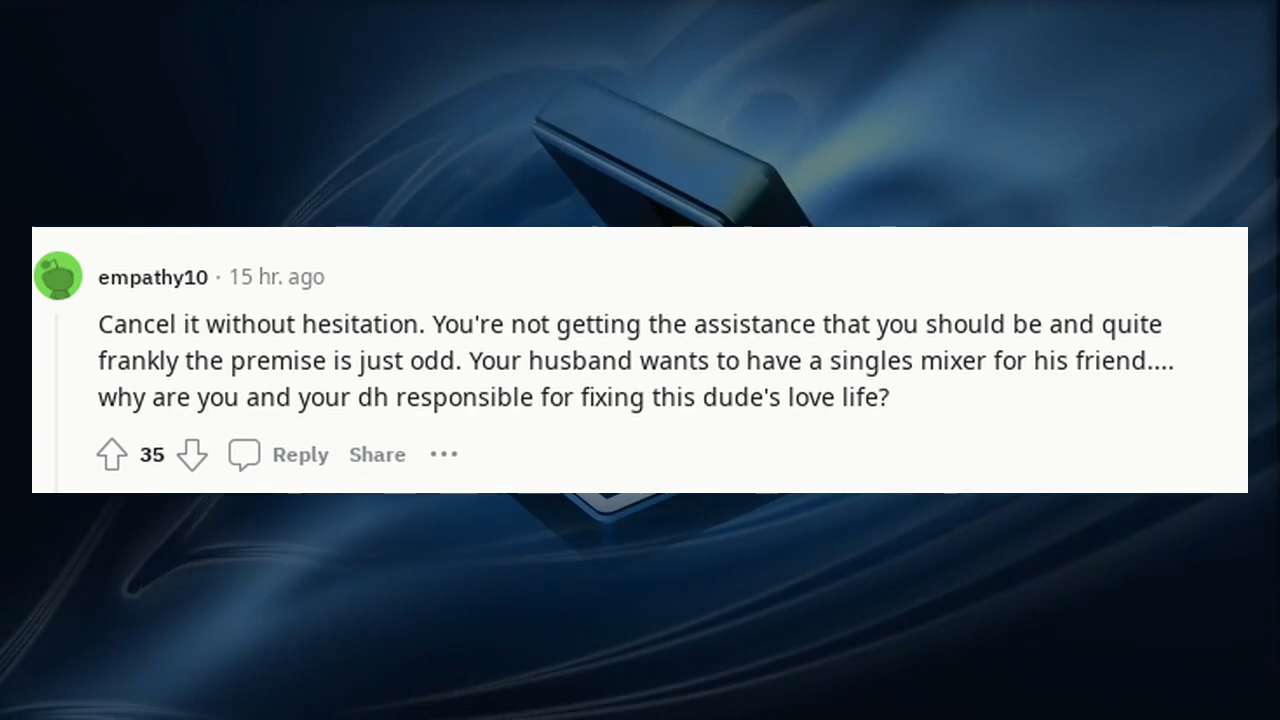 empathy10 · 15 hr. ago
Cancel it without hesitation. You're not getting the assistance that you should be and quite
frankly the premise is just odd. Your husband wants to have a singles mixer for his friend....
why are you and your dh responsible for fixing this dude's love life?
35 Reply Share ···